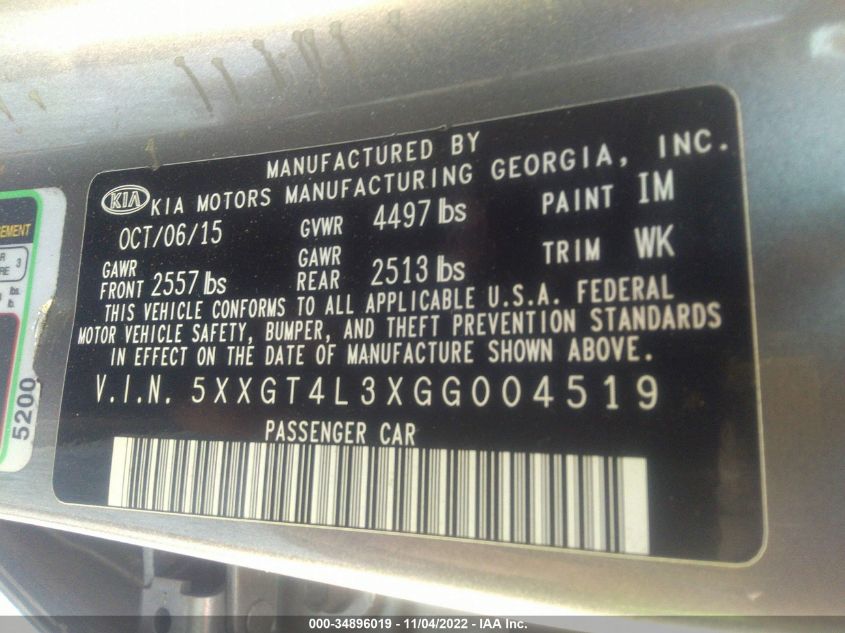 MANUFACTURED BY
KIA KIA MOTORS MANUFACTURING GEORGIA, INC.
OCT/06/15 GVWR 4497 lbs PAINT IM
GAWR FRONT 2557 lbs GAWR REAR 2513 lbs TRIM WK
THIS VEHICLE CONFORMS TO ALL APPLICABLE U.S.A. FEDERAL
MOTOR VEHICLE SAFETY, BUMPER, AND THEFT PREVENTION STANDARDS
IN EFFECT ON THE DATE OF MANUFACTURE SHOWN ABOVE.
V.I.N. 5XXGT4L3XGG004519
PASSENGER CAR
3
lbs.
lb.
5200
000-34896019 - 11/04/2022 - IAA Inc.